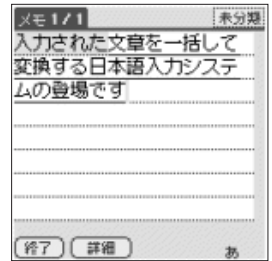 メモ 1/1 未分類
入力された文章を一括して
変換する日本語入力システ
ムの登場です
終了 詳細 あ